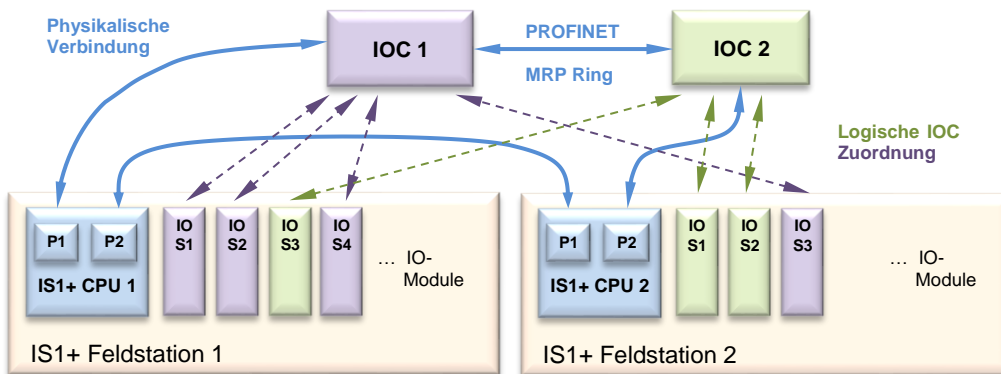 Physikalische
Verbindung
IOC 1
PROFINET
MRP Ring
IOC 2
Logische IOC
Zuordnung
P1
P2
IS1+ CPU 1
IO
S1
IO
S2
IO
S3
IO
S4
… IO-
Module
IS1+ Feldstation 1
P1
P2
IS1+ CPU 2
IO
S1
IO
S2
IO
S3
… IO-
Module
IS1+ Feldstation 2